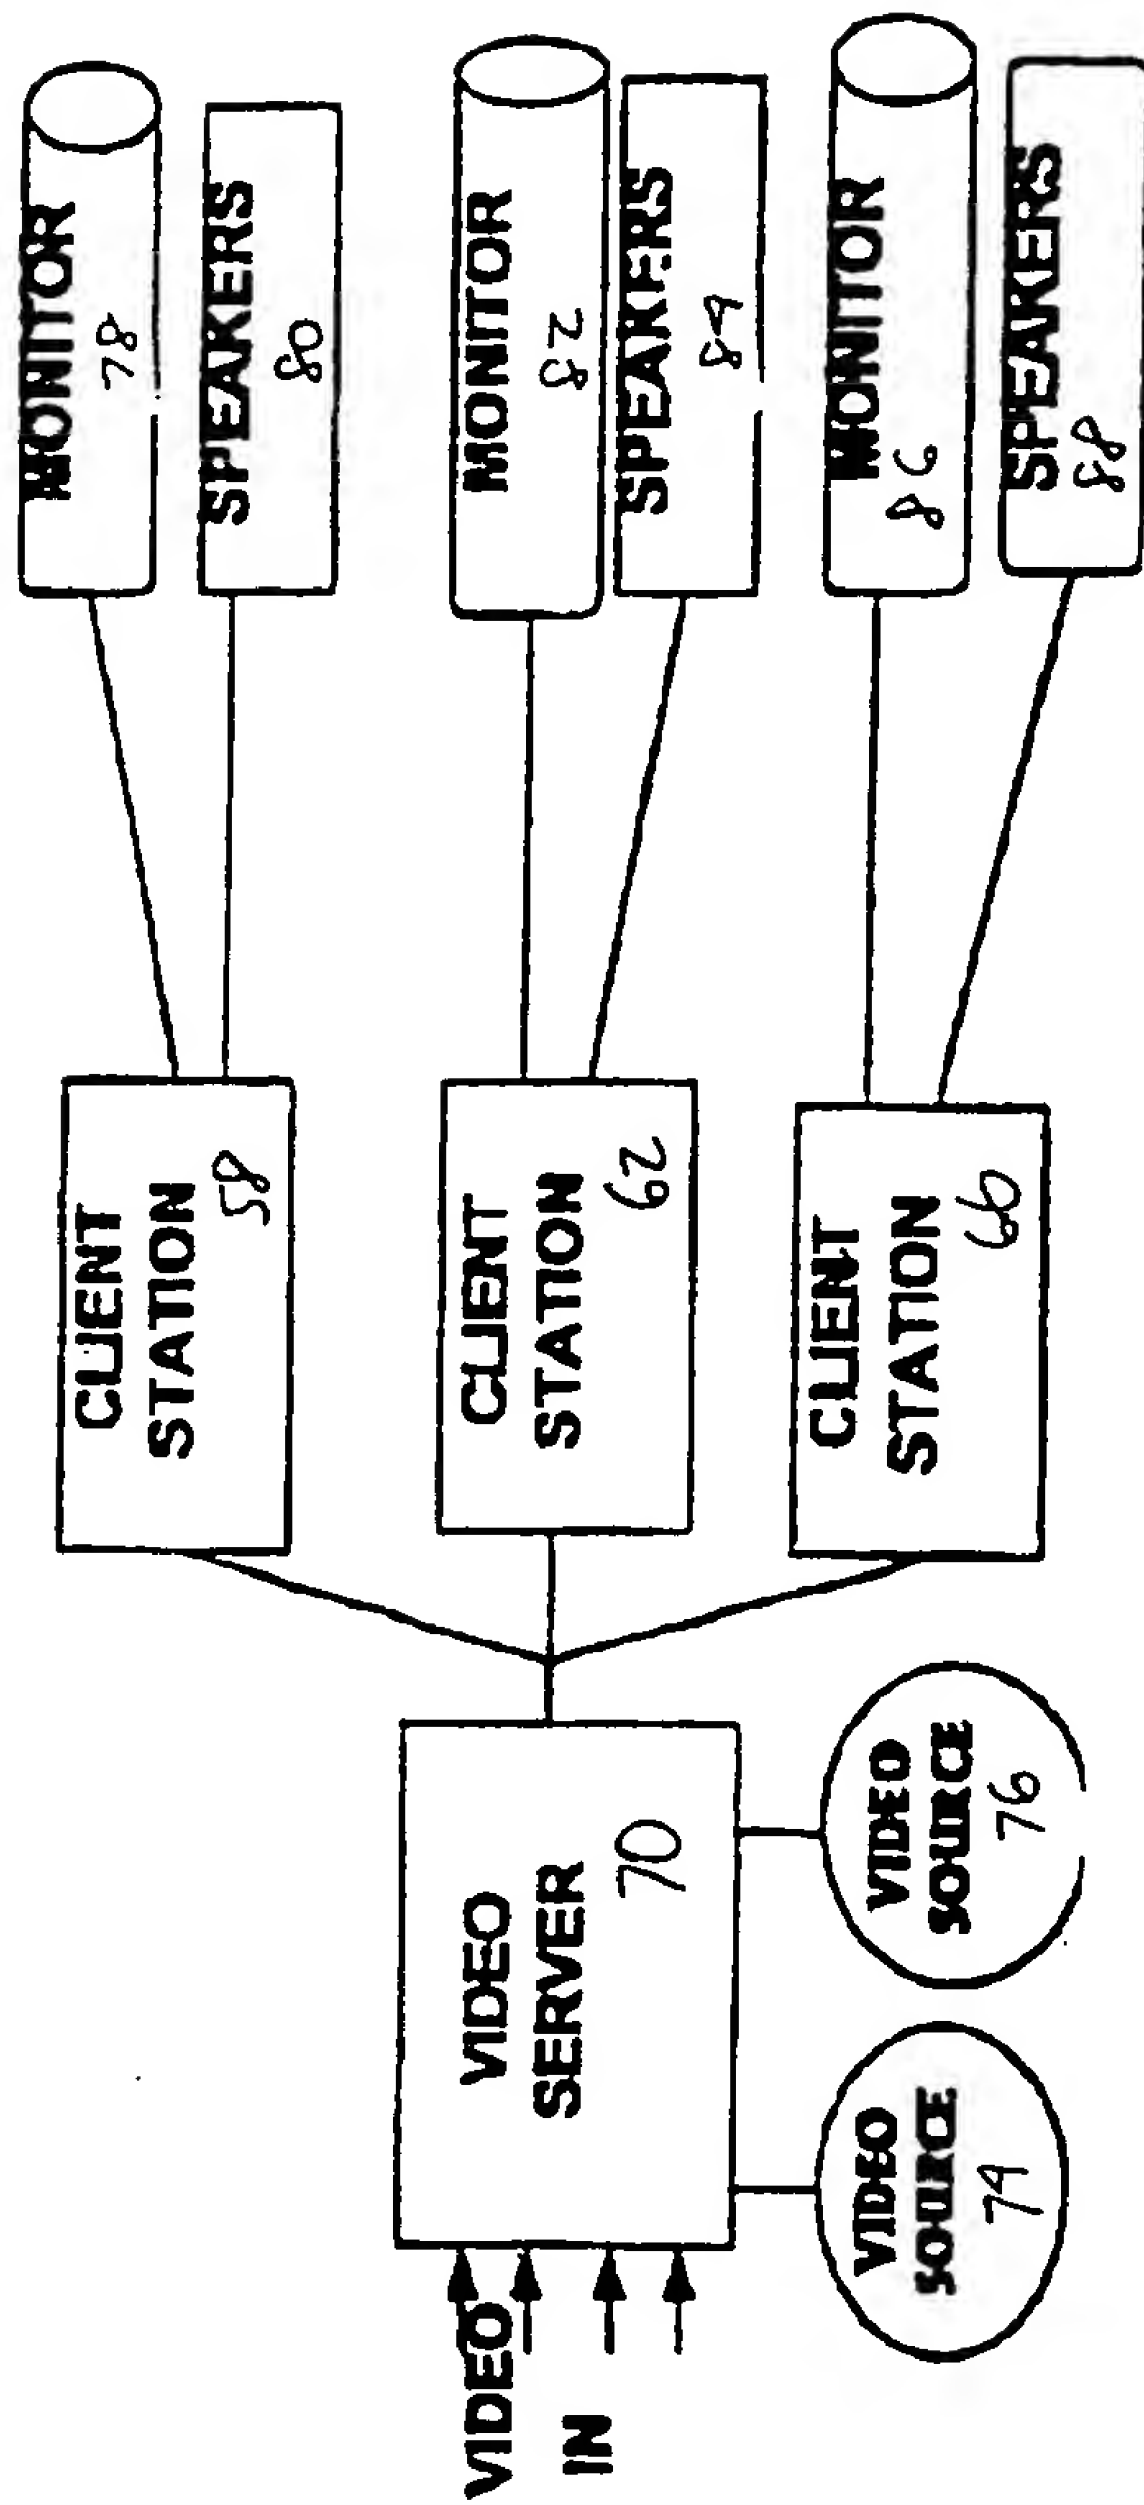 VIDEO
IN
VIDEO
SERVER
70
VIDEO
SOURCE
74
VIDEO
SOURCE
76
CLIENT
STATION
58
CLIENT
STATION
62
CLIENT
STATION
66
MONITOR
78
SPEAKERS
80
MONITOR
82
SPEAKERS
84
MONITOR
86
SPEAKERS
88